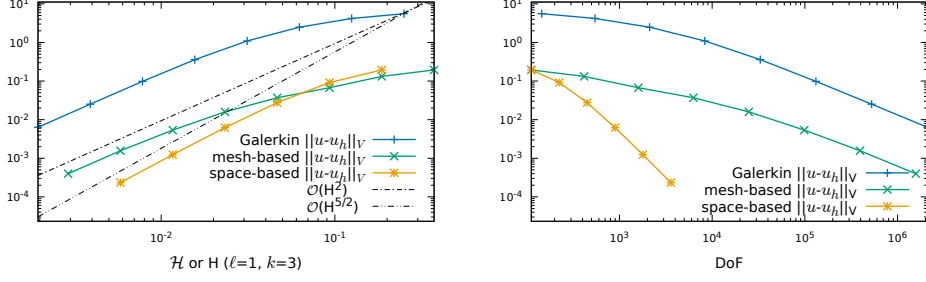 10^1
10^0
10^-1
10^-2
10^-3
10^-4
Galerkin ||u-u_h||_V
mesh-based ||u-u_h||_V
space-based ||u-u_h||_V
𝒪(H^2)
𝒪(H^5/2)
10^-2
10^-1
ℋ or H (ℓ=1, k=3)
10^1
10^0
10^-1
10^-2
10^-3
10^-4
Galerkin ||u-u_h||_V
mesh-based ||u-u_h||_V
space-based ||u-u_h||_V
10^3
10^4
10^5
10^6
DoF